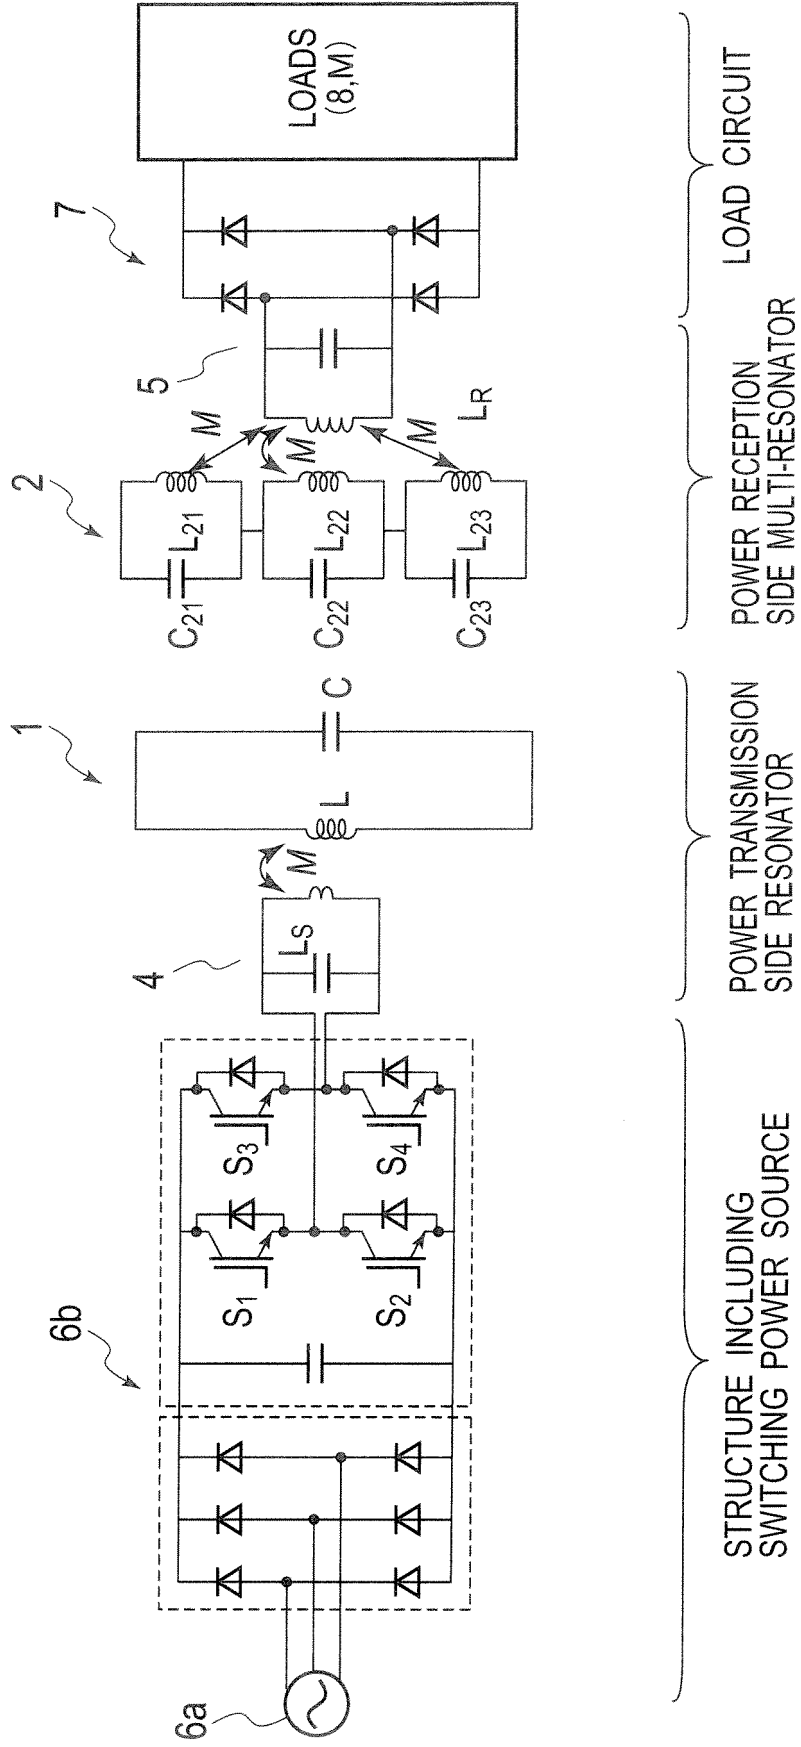 6a
6b
S1
S2
S3
S4
4
LS
M
1
L
C
2
C21
L21
C22
L22
C23
L23
M
M
M
LR
5
7
LOADS
(8,M)
STRUCTURE INCLUDING
SWITCHING POWER SOURCE
POWER TRANSMISSION
SIDE RESONATOR
POWER RECEPTION
SIDE MULTI-RESONATOR
LOAD CIRCUIT